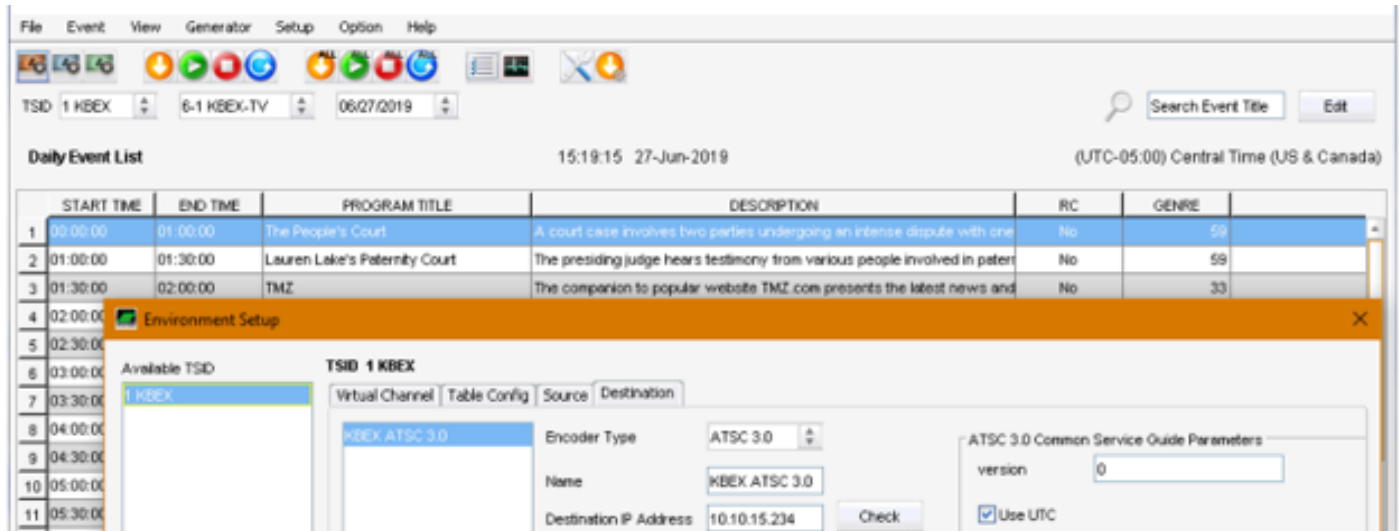 File Event View Generator Setup Option Help
ALL ALL ALL ALL
TSID 1 KBEX 6-1 KBEX-TV 06/27/2019 Search Event Title Edit
Daily Event List 15:19:15 27-Jun-2019 (UTC-05:00) Central Time (US & Canada)
START TIME END TIME PROGRAM TITLE DESCRIPTION RC GENRE
1 00:00:00 01:00:00 The People's Court A court case involves two parties undergoing an intense dispute with one No 59
2 01:00:00 01:30:00 Lauren Lake's Paternity Court The presiding judge hears testimony from various people involved in patern No 59
3 01:30:00 02:00:00 TMZ The companion to popular website TMZ.com presents the latest news and No 33
4 02:00:00 Environment Setup
5 02:30:00
6 03:00:00 Available TSID TSID 1 KBEX
7 03:30:00 1 KBEX Virtual Channel Table Config Source Destination
8 04:00:00 KBEX ATSC 3.0 Encoder Type ATSC 3.0 ATSC 3.0 Common Service Guide Parameters
9 04:30:00 version 0
10 05:00:00 Name KBEX ATSC 3.0
11 05:30:00 Destination IP Address 10.10.15.234 Check Use UTC